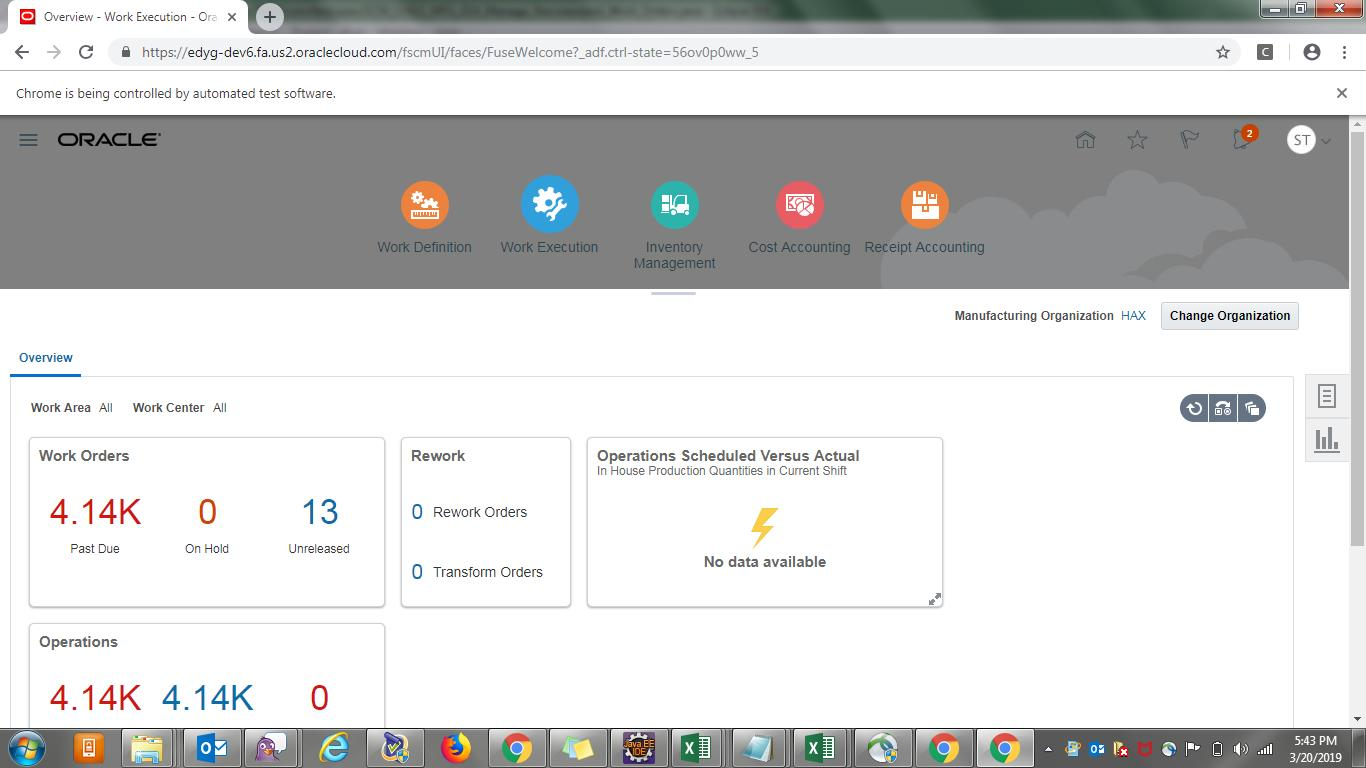 Overview - Work Execution - Ora
https://edyg-dev6.fa.us2.oraclecloud.com/fscmUI/faces/FuseWelcome?_adf.ctrl-state=56ov0p0ww_5
C
Chrome is being controlled by automated test software.
ORACLE
2
ST
Work Definition
Work Execution
Inventory
Management
Cost Accounting
Receipt Accounting
Manufacturing Organization HAX
Change Organization
Overview
Work Area All Work Center All
Work Orders
4.14K 0 13
Past Due On Hold Unreleased
Rework
0 Rework Orders
0 Transform Orders
Operations Scheduled Versus Actual
In House Production Quantities in Current Shift
No data available
Operations
4.14K 4.14K 0
Java EE
IDE
5:43 PM
3/20/2019